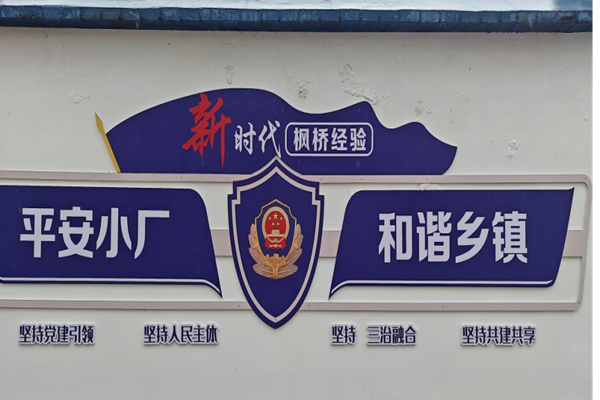 新时代枫桥经验
平安小厂 和谐乡镇
坚持党建引领 坚持人民主体 坚持 三治融合 坚持共建共享